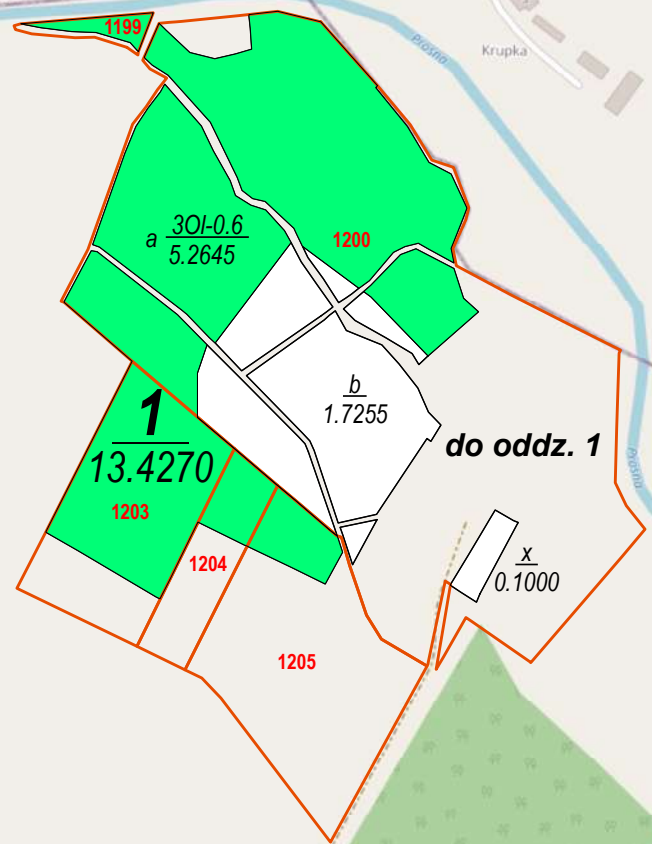 1199
Prosna
Krupka
a 3Ol-0.6
5.2645
1200
b
1.7255
1
13.4270
do oddz. 1
Prosna
1203
1204
x
0.1000
1205